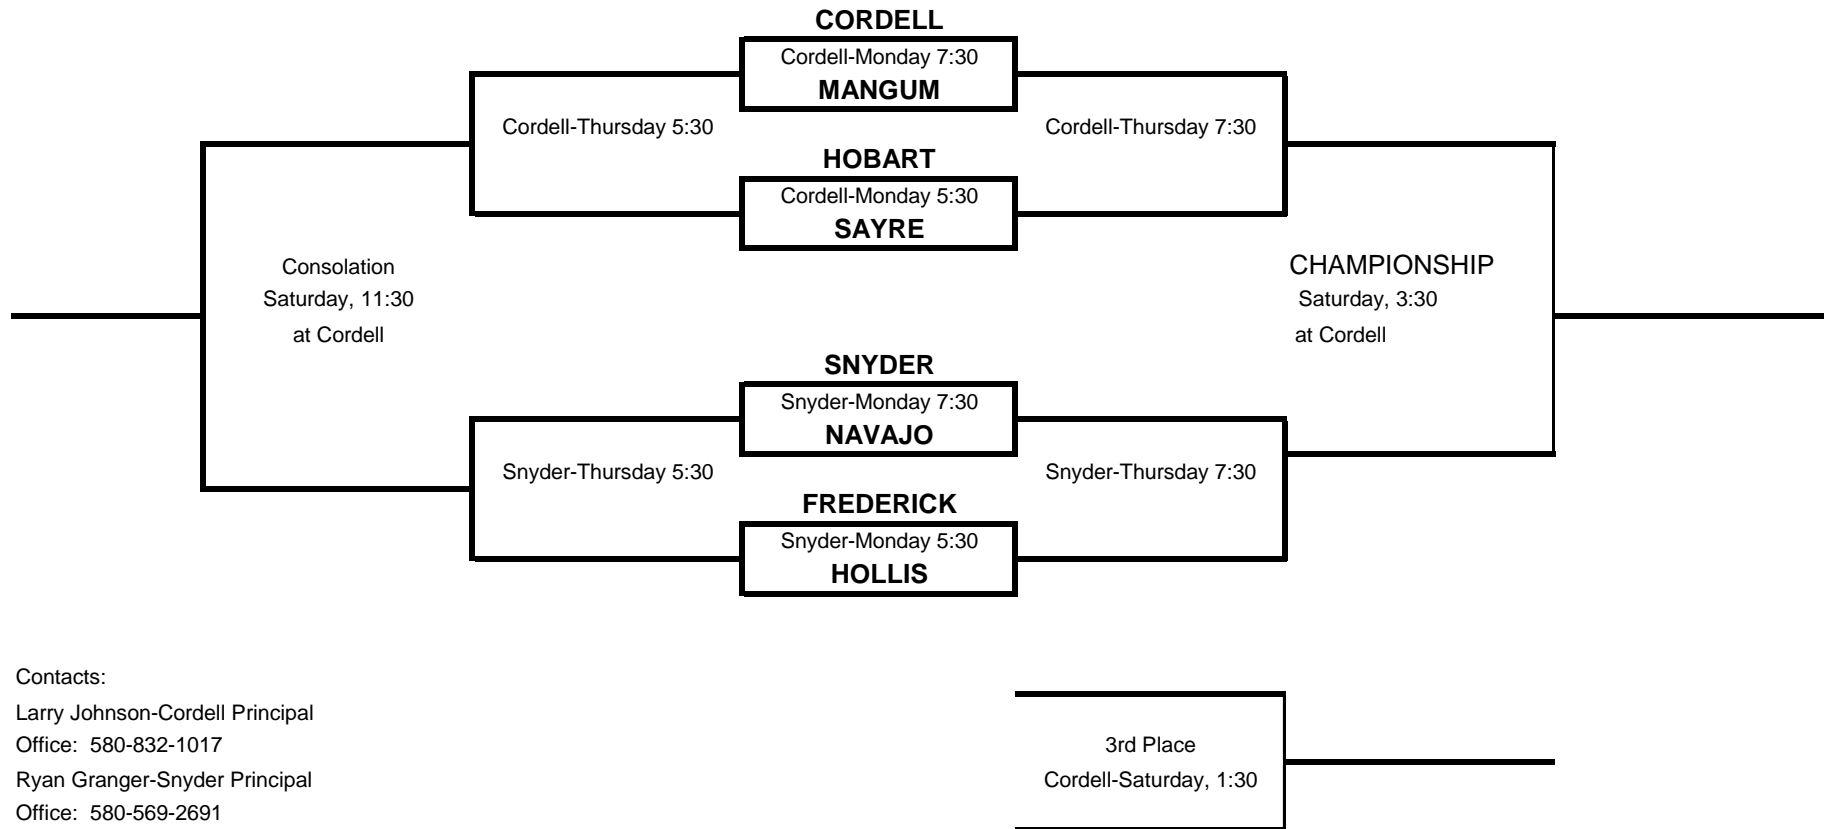 CORDELL
Cordell-Monday 7:30
MANGUM
Cordell-Thursday 5:30
Cordell-Thursday 7:30
HOBART
Cordell-Monday 5:30
SAYRE
Consolation
Saturday, 11:30
at Cordell
CHAMPIONSHIP
Saturday, 3:30
at Cordell
SNYDER
Snyder-Monday 7:30
NAVAJO
Snyder-Thursday 5:30
Snyder-Thursday 7:30
FREDERICK
Snyder-Monday 5:30
HOLLIS
Contacts:
Larry Johnson-Cordell Principal
Office:  580-832-1017
Ryan Granger-Snyder Principal
Office:  580-569-2691
3rd Place
Cordell-Saturday, 1:30